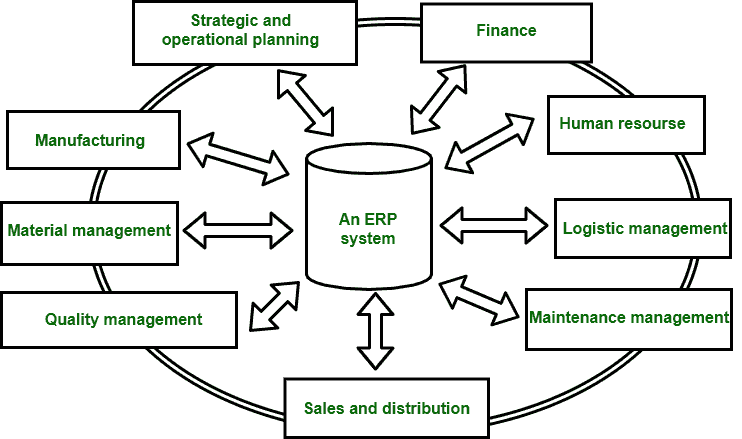 Strategic and
operational planning
Finance
Manufacturing
Human resourse
An ERP
system
Material management
Logistic management
Quality management
Maintenance management
Sales and distribution